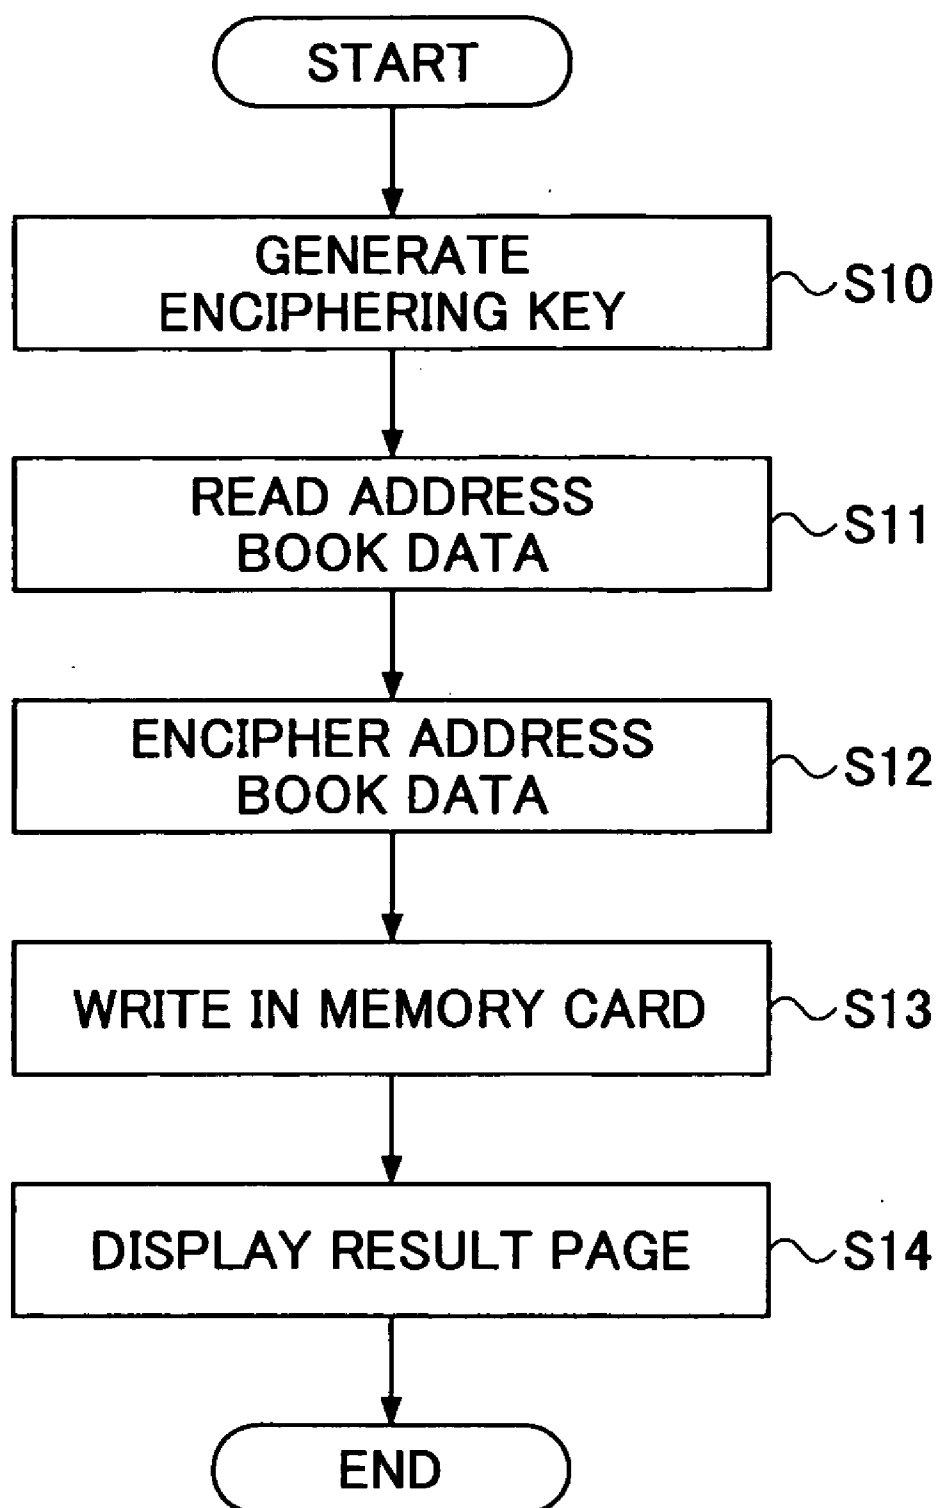 START
GENERATE
ENCIPHERING KEY
S10
READ ADDRESS
BOOK DATA
S11
ENCIPHER ADDRESS
BOOK DATA
S12
WRITE IN MEMORY CARD
S13
DISPLAY RESULT PAGE
S14
END